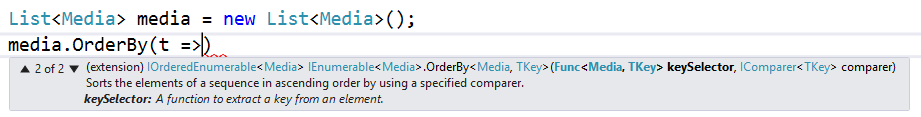 List<Media> media = new List<Media>();
media.OrderBy(t =>)
▲ 2 of 2 ▼ (extension) IOrderedEnumerable<Media> IEnumerable<Media>.OrderBy<Media, TKey>(Func<Media, TKey> keySelector, IComparer<TKey> comparer)
Sorts the elements of a sequence in ascending order by using a specified comparer.
keySelector: A function to extract a key from an element.